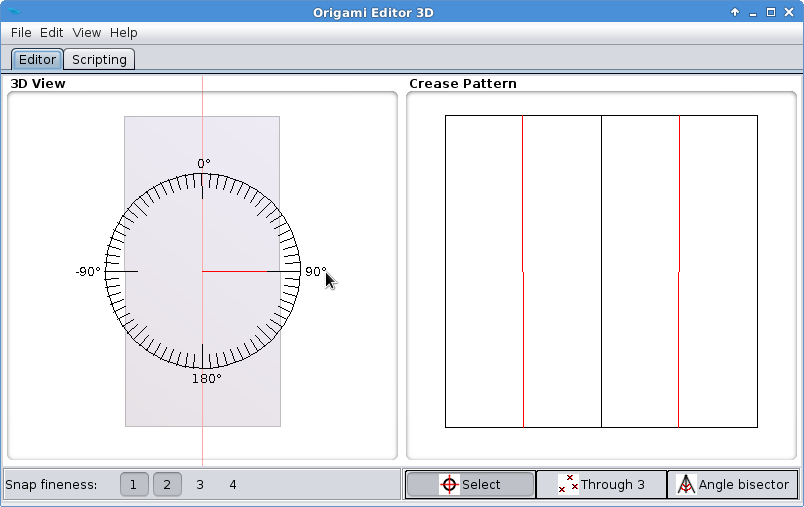 Origami Editor 3D
File Edit View Help
Editor Scripting
3D View
Crease Pattern
0°
-90° 90°
180°
Snap fineness: 1 2 3 4
Select Through 3 Angle bisector